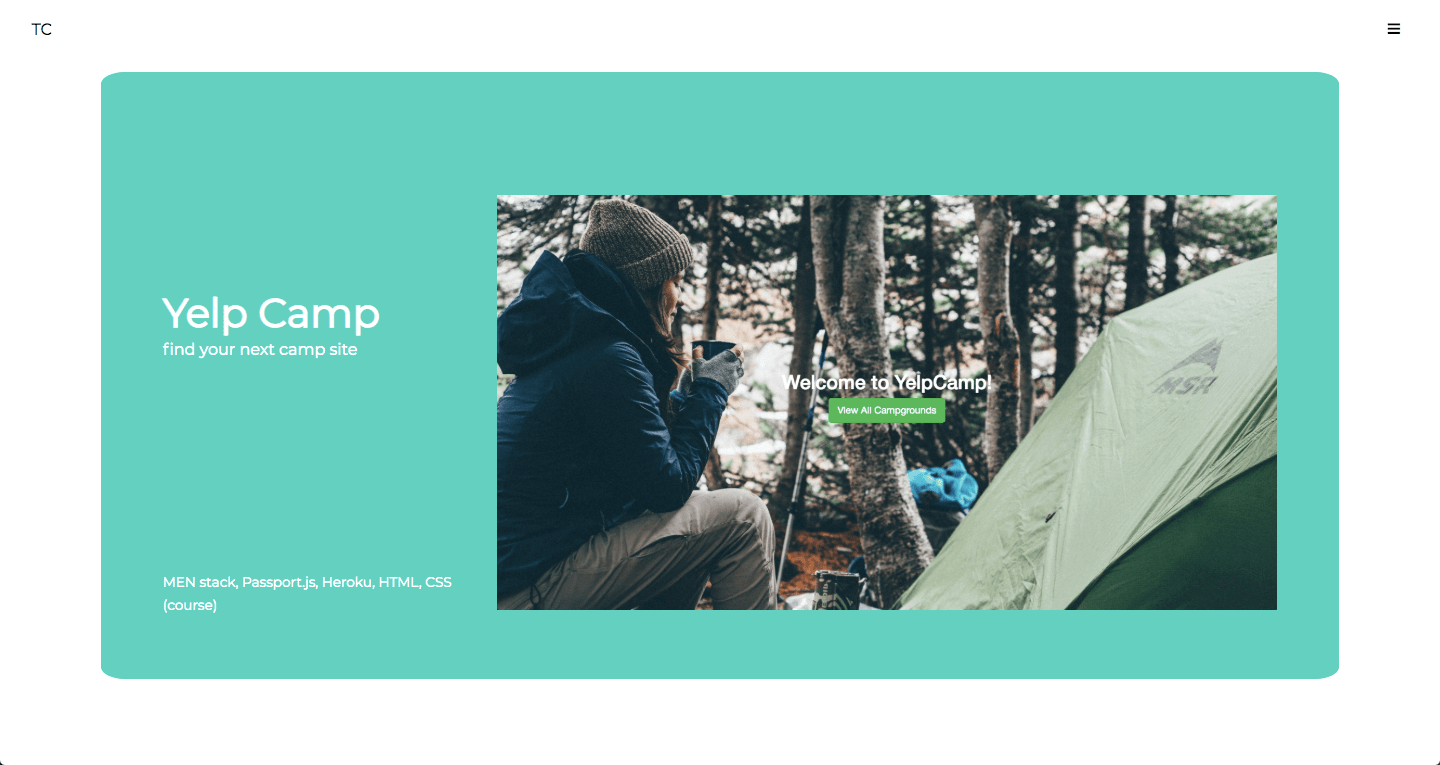 TC
Yelp Camp
find your next camp site
MEN stack, Passport.js, Heroku, HTML, CSS
(course)
Welcome to YelpCamp!
View All Campgrounds
MSR